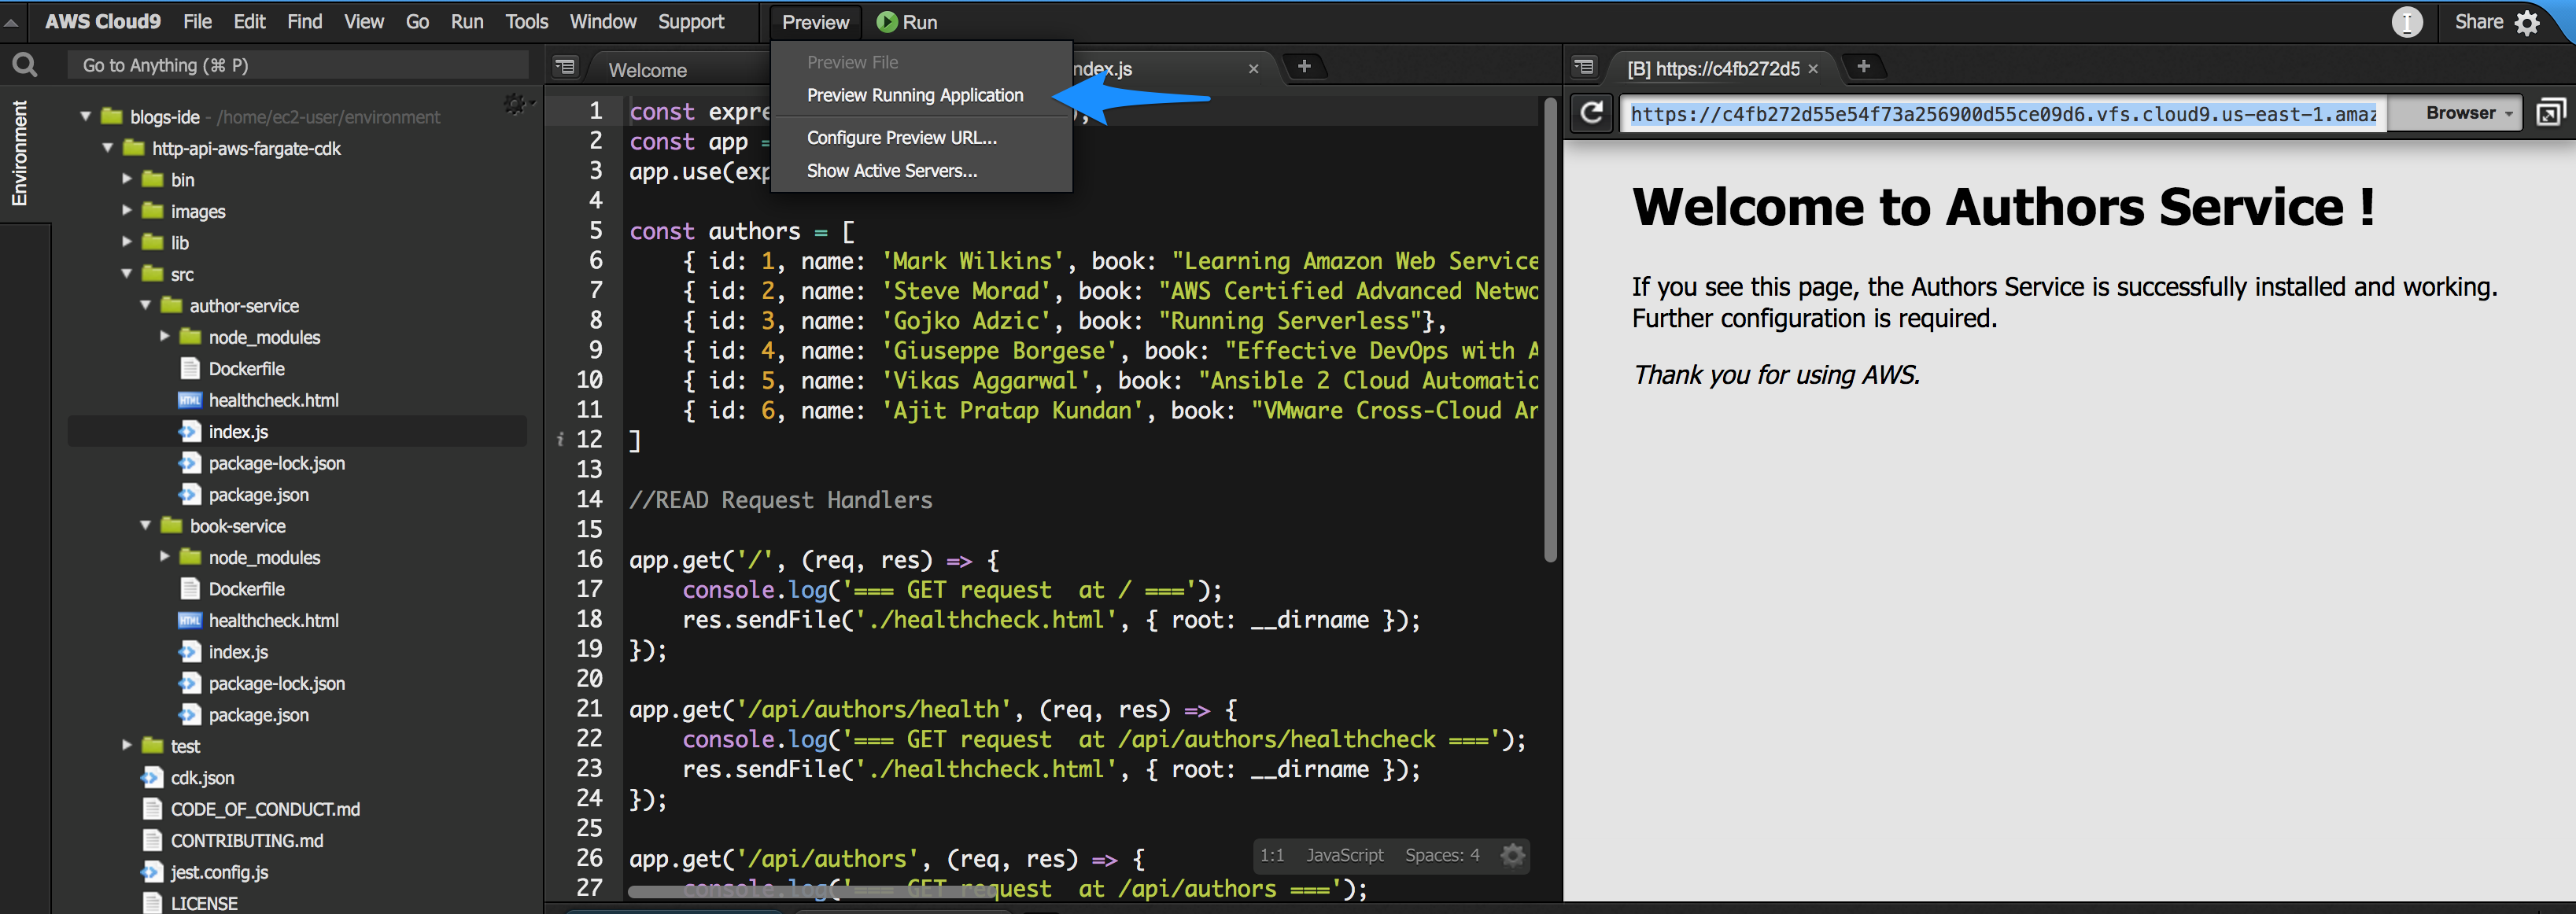 AWS Cloud9 File Edit Find View Go Run Tools Window Support Preview Run Share
Go to Anything (⌘ P)
Environment
blogs-ide - /home/ec2-user/environment
http-api-aws-fargate-cdk
bin
images
lib
src
author-service
node_modules
Dockerfile
healthcheck.html
index.js
package-lock.json
package.json
book-service
node_modules
Dockerfile
healthcheck.html
index.js
package-lock.json
package.json
test
cdk.json
CODE_OF_CONDUCT.md
CONTRIBUTING.md
jest.config.js
LICENSE
Preview File
Preview Running Application
Configure Preview URL...
Show Active Servers...
Welcome ndex.js
1 const expre ;
2 const app =
3 app.use(exp
4
5 const authors = [
6 { id: 1, name: 'Mark Wilkins', book: "Learning Amazon Web Service
7 { id: 2, name: 'Steve Morad', book: "AWS Certified Advanced Netwo
8 { id: 3, name: 'Gojko Adzic', book: "Running Serverless"},
9 { id: 4, name: 'Giuseppe Borgese', book: "Effective DevOps with A
10 { id: 5, name: 'Vikas Aggarwal', book: "Ansible 2 Cloud Automatio
11 { id: 6, name: 'Ajit Pratap Kundan', book: "VMware Cross-Cloud Ar
12 ]
13
14 //READ Request Handlers
15
16 app.get('/', (req, res) => {
17 console.log('=== GET request  at / ===');
18 res.sendFile('./healthcheck.html', { root: __dirname });
19 });
20
21 app.get('/api/authors/health', (req, res) => {
22 console.log('=== GET request  at /api/authors/healthcheck ===');
23 res.sendFile('./healthcheck.html', { root: __dirname });
24 });
25
26 app.get('/api/authors', (req, res) => {
27 console.log('=== GET request  at /api/authors ===');
1:1 JavaScript Spaces: 4
[B] https://c4fb272d5
https://c4fb272d55e54f73a256900d55ce09d6.vfs.cloud9.us-east-1.amaz Browser
Welcome to Authors Service !
If you see this page, the Authors Service is successfully installed and working.
Further configuration is required.
Thank you for using AWS.